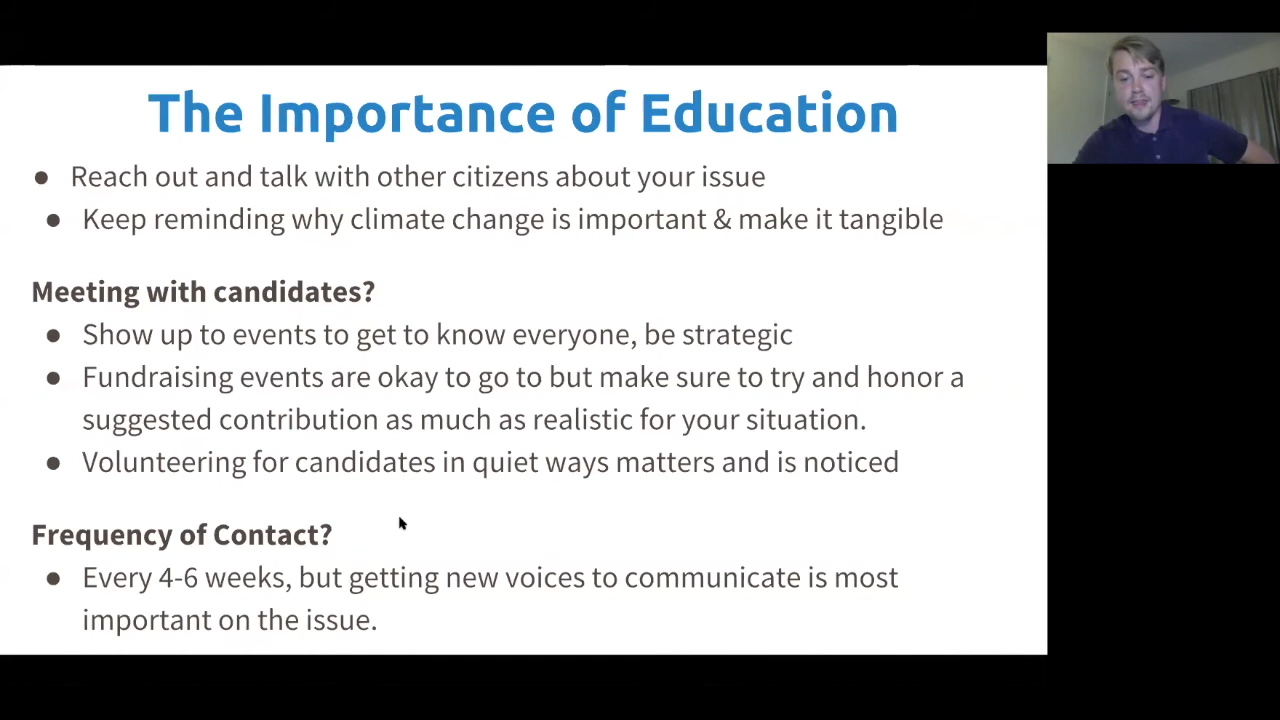 The Importance of Education
● Reach out and talk with other citizens about your issue
● Keep reminding why climate change is important & make it tangible
Meeting with candidates?
● Show up to events to get to know everyone, be strategic
● Fundraising events are okay to go to but make sure to try and honor a
suggested contribution as much as realistic for your situation.
● Volunteering for candidates in quiet ways matters and is noticed
Frequency of Contact?
● Every 4-6 weeks, but getting new voices to communicate is most
important on the issue.